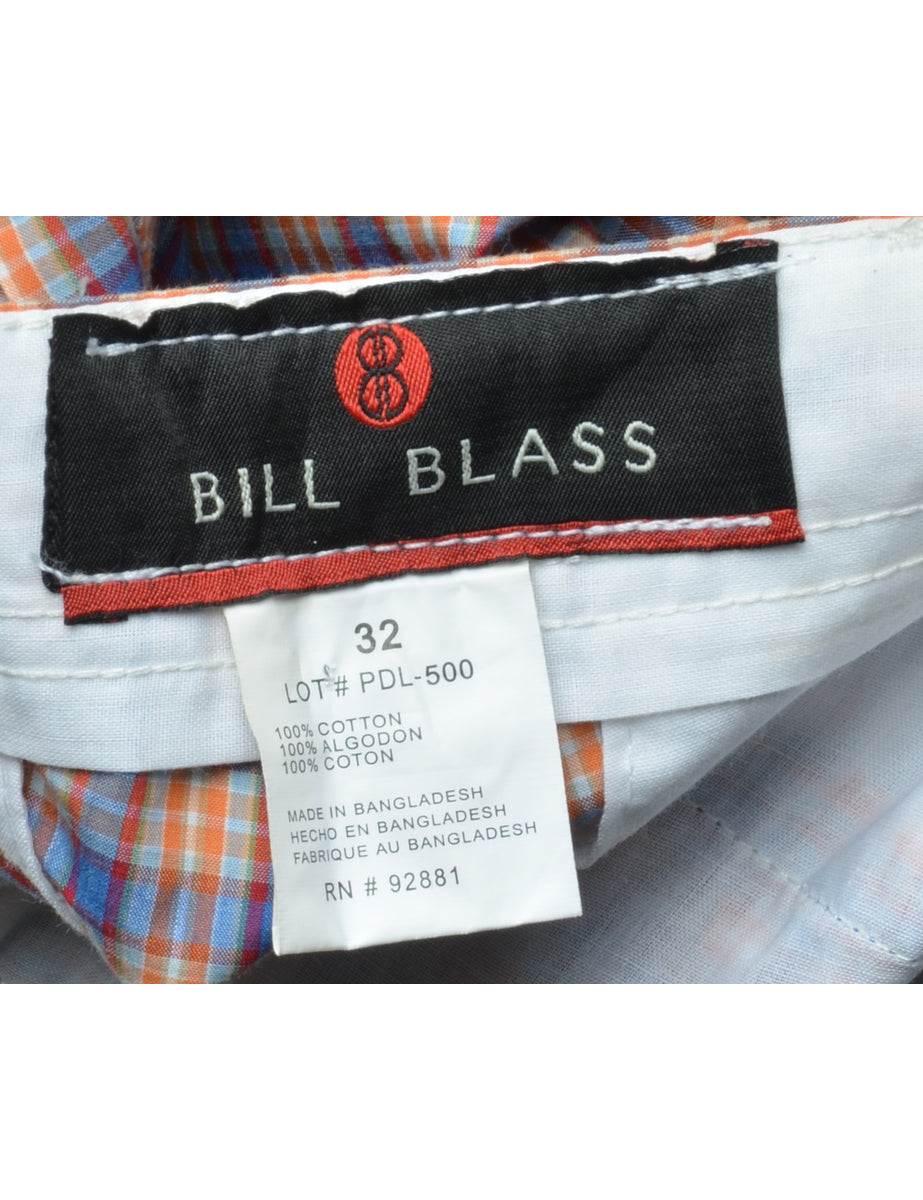 BILL BLASS
32
LOT # PDL-500
100% COTTON
100% ALGODON
100% COTON
MADE IN BANGLADESH
HECHO EN BANGLADESH
FABRIQUE AU BANGLADESH
RN # 92881